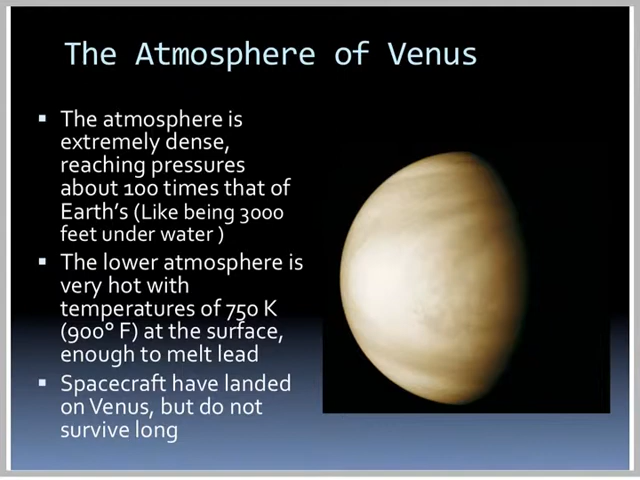 The Atmosphere of Venus
▪ The atmosphere is
extremely dense,
reaching pressures
about 100 times that of
Earth's (Like being 3000
feet under water )
▪ The lower atmosphere is
very hot with
temperatures of 750 K
(900° F) at the surface,
enough to melt lead
▪ Spacecraft have landed
on Venus, but do not
survive long